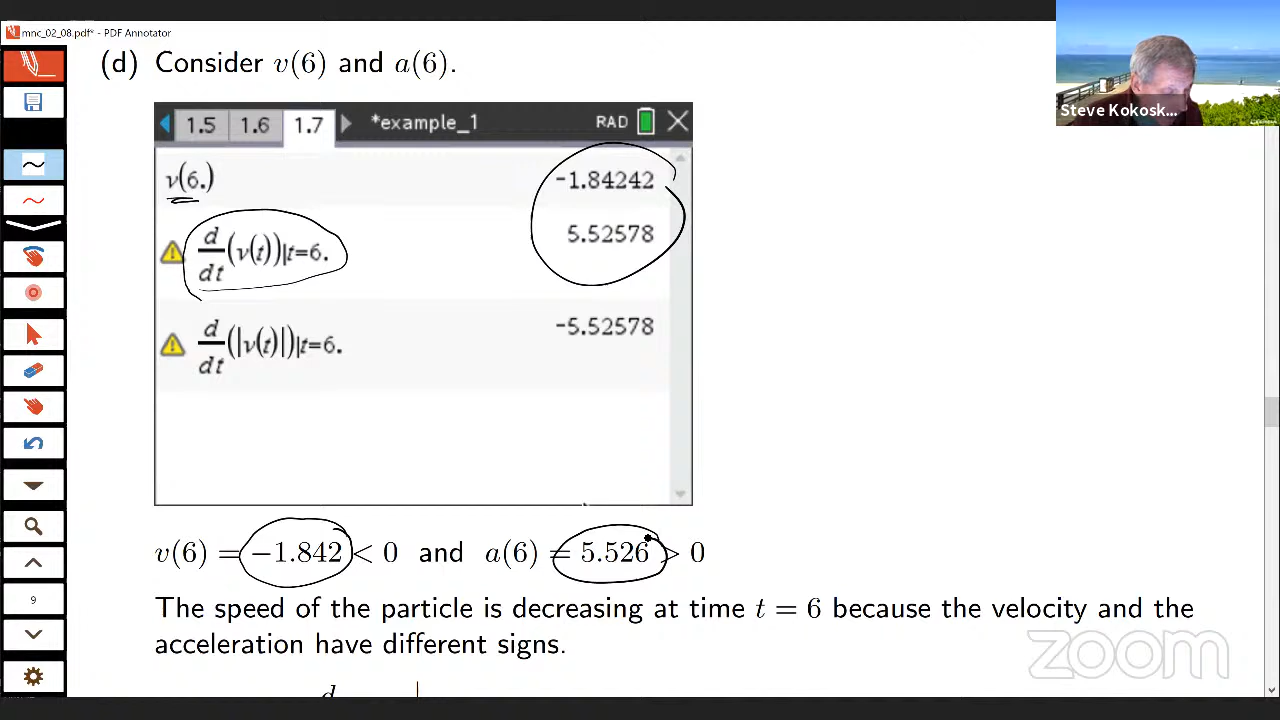 mnc_02_08.pdf* - PDF Annotator
(d) Consider v(6) and a(6).
Steve Kokosk...
1.5 1.6 1.7 *example_1 RAD
v(6.) -1.84242
d/dt(v(t))|t=6. 5.52578
d/dt(|v(t)|)|t=6. -5.52578
v(6) = −1.842 < 0 and a(6) = 5.526 > 0
The speed of the particle is decreasing at time t = 6 because the velocity and the
acceleration have different signs.
zoom
9
d